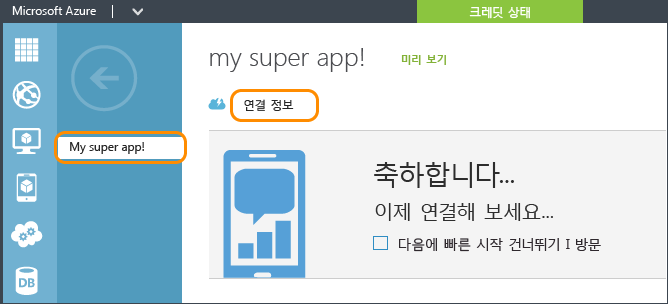 Microsoft Azure
크레딧 상태
my super app!
미리 보기
연결 정보
My super app!
축하합니다...
이제 연결해 보세요...
다음에 빠른 시작 건너뛰기 I 방문
DB